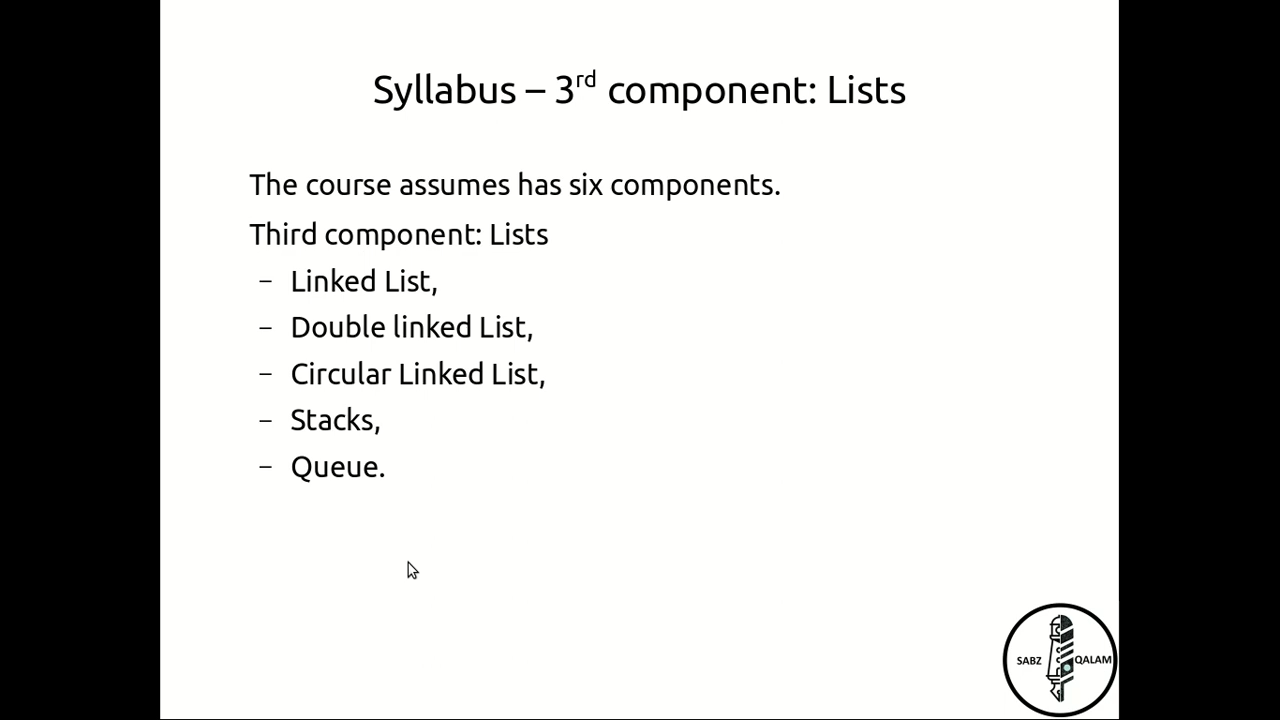 Syllabus – 3rd component: Lists
The course assumes has six components.
Third component: Lists
– Linked List,
– Double linked List,
– Circular Linked List,
– Stacks,
– Queue.
SABZ QALAM